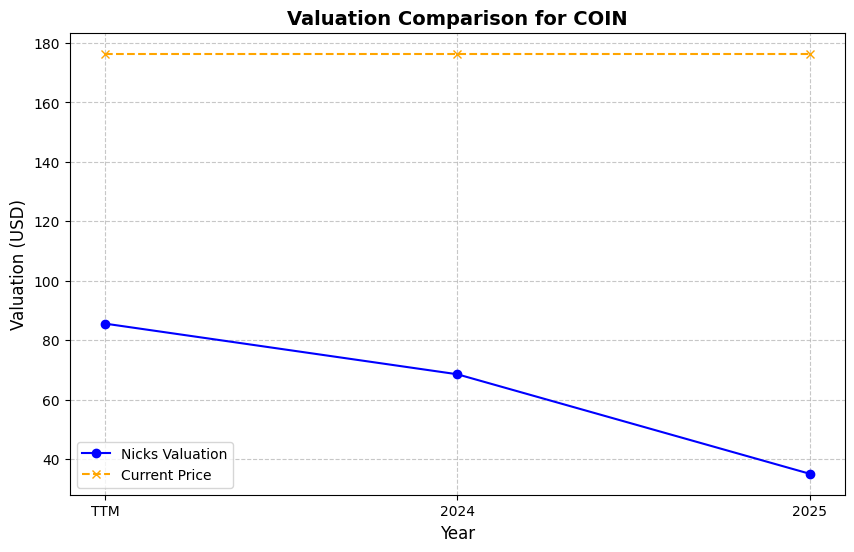 Valuation Comparison for COIN
Valuation (USD)
180
160
140
120
100
80
60
40
Nicks Valuation
Current Price
TTM 2024 2025
Year